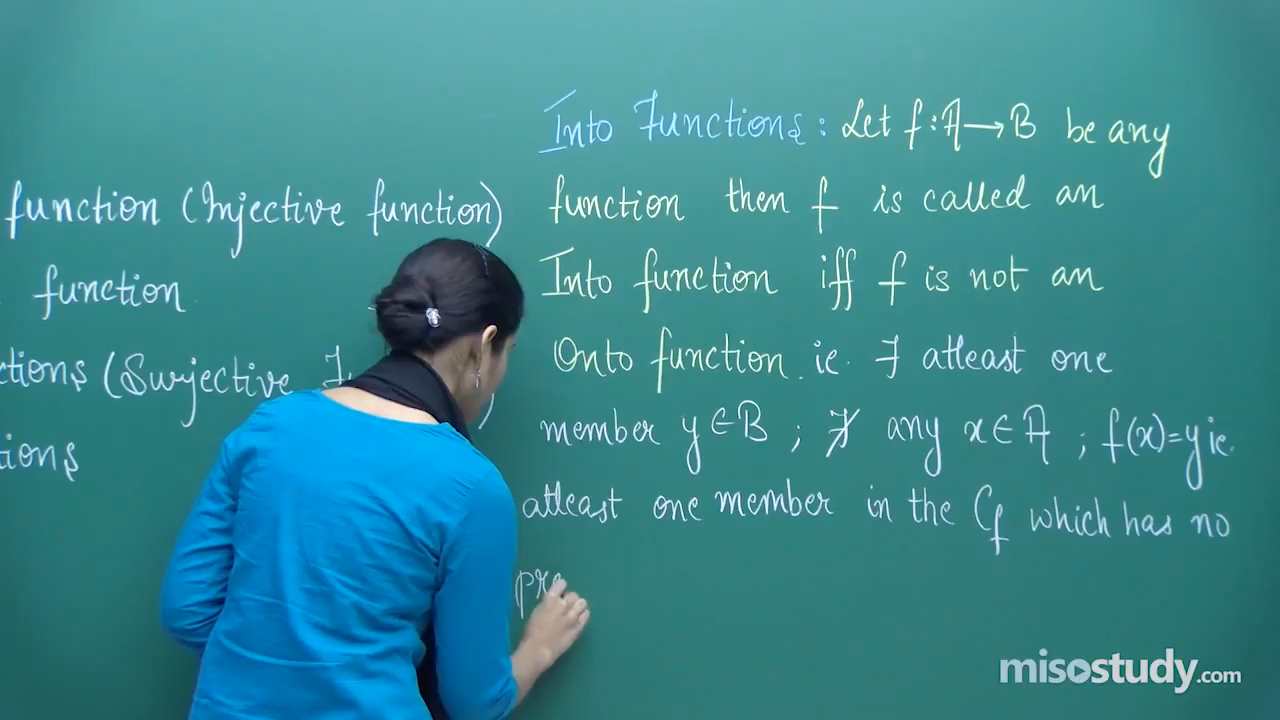 function (Injective function)
function
ctions (Surjective
ions
Into Functions : Let f : A → B be any
function then f is called an
Into function iff f is not an
Onto function. ie. ∃ atleast one
member y ∈ B ; ∄ any x ∈ A ; f(x)=y ie.
atleast one member in the Cf which has no
pre
misostudy.com